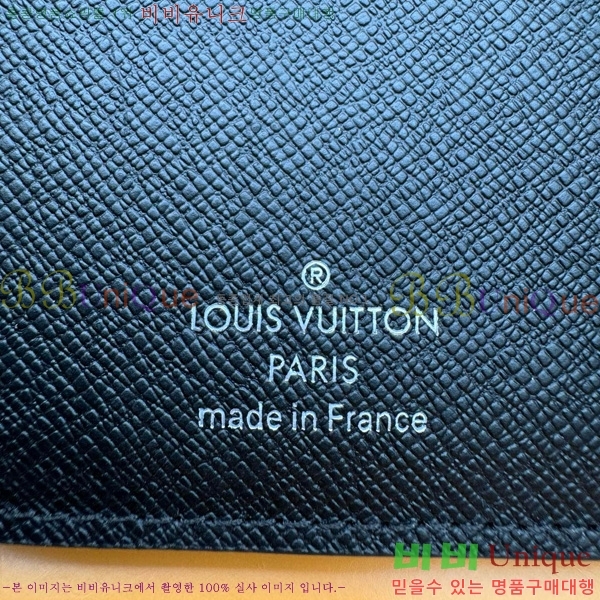 비비유니크
®
BBUnique BBUnique
LOUIS VUITTON
PARIS
made in France
비비 Unique
-본 이미지는 비비유니크에서 촬영한 100% 실사 이미지 입니다.-
믿을수 있는 명품구매대행